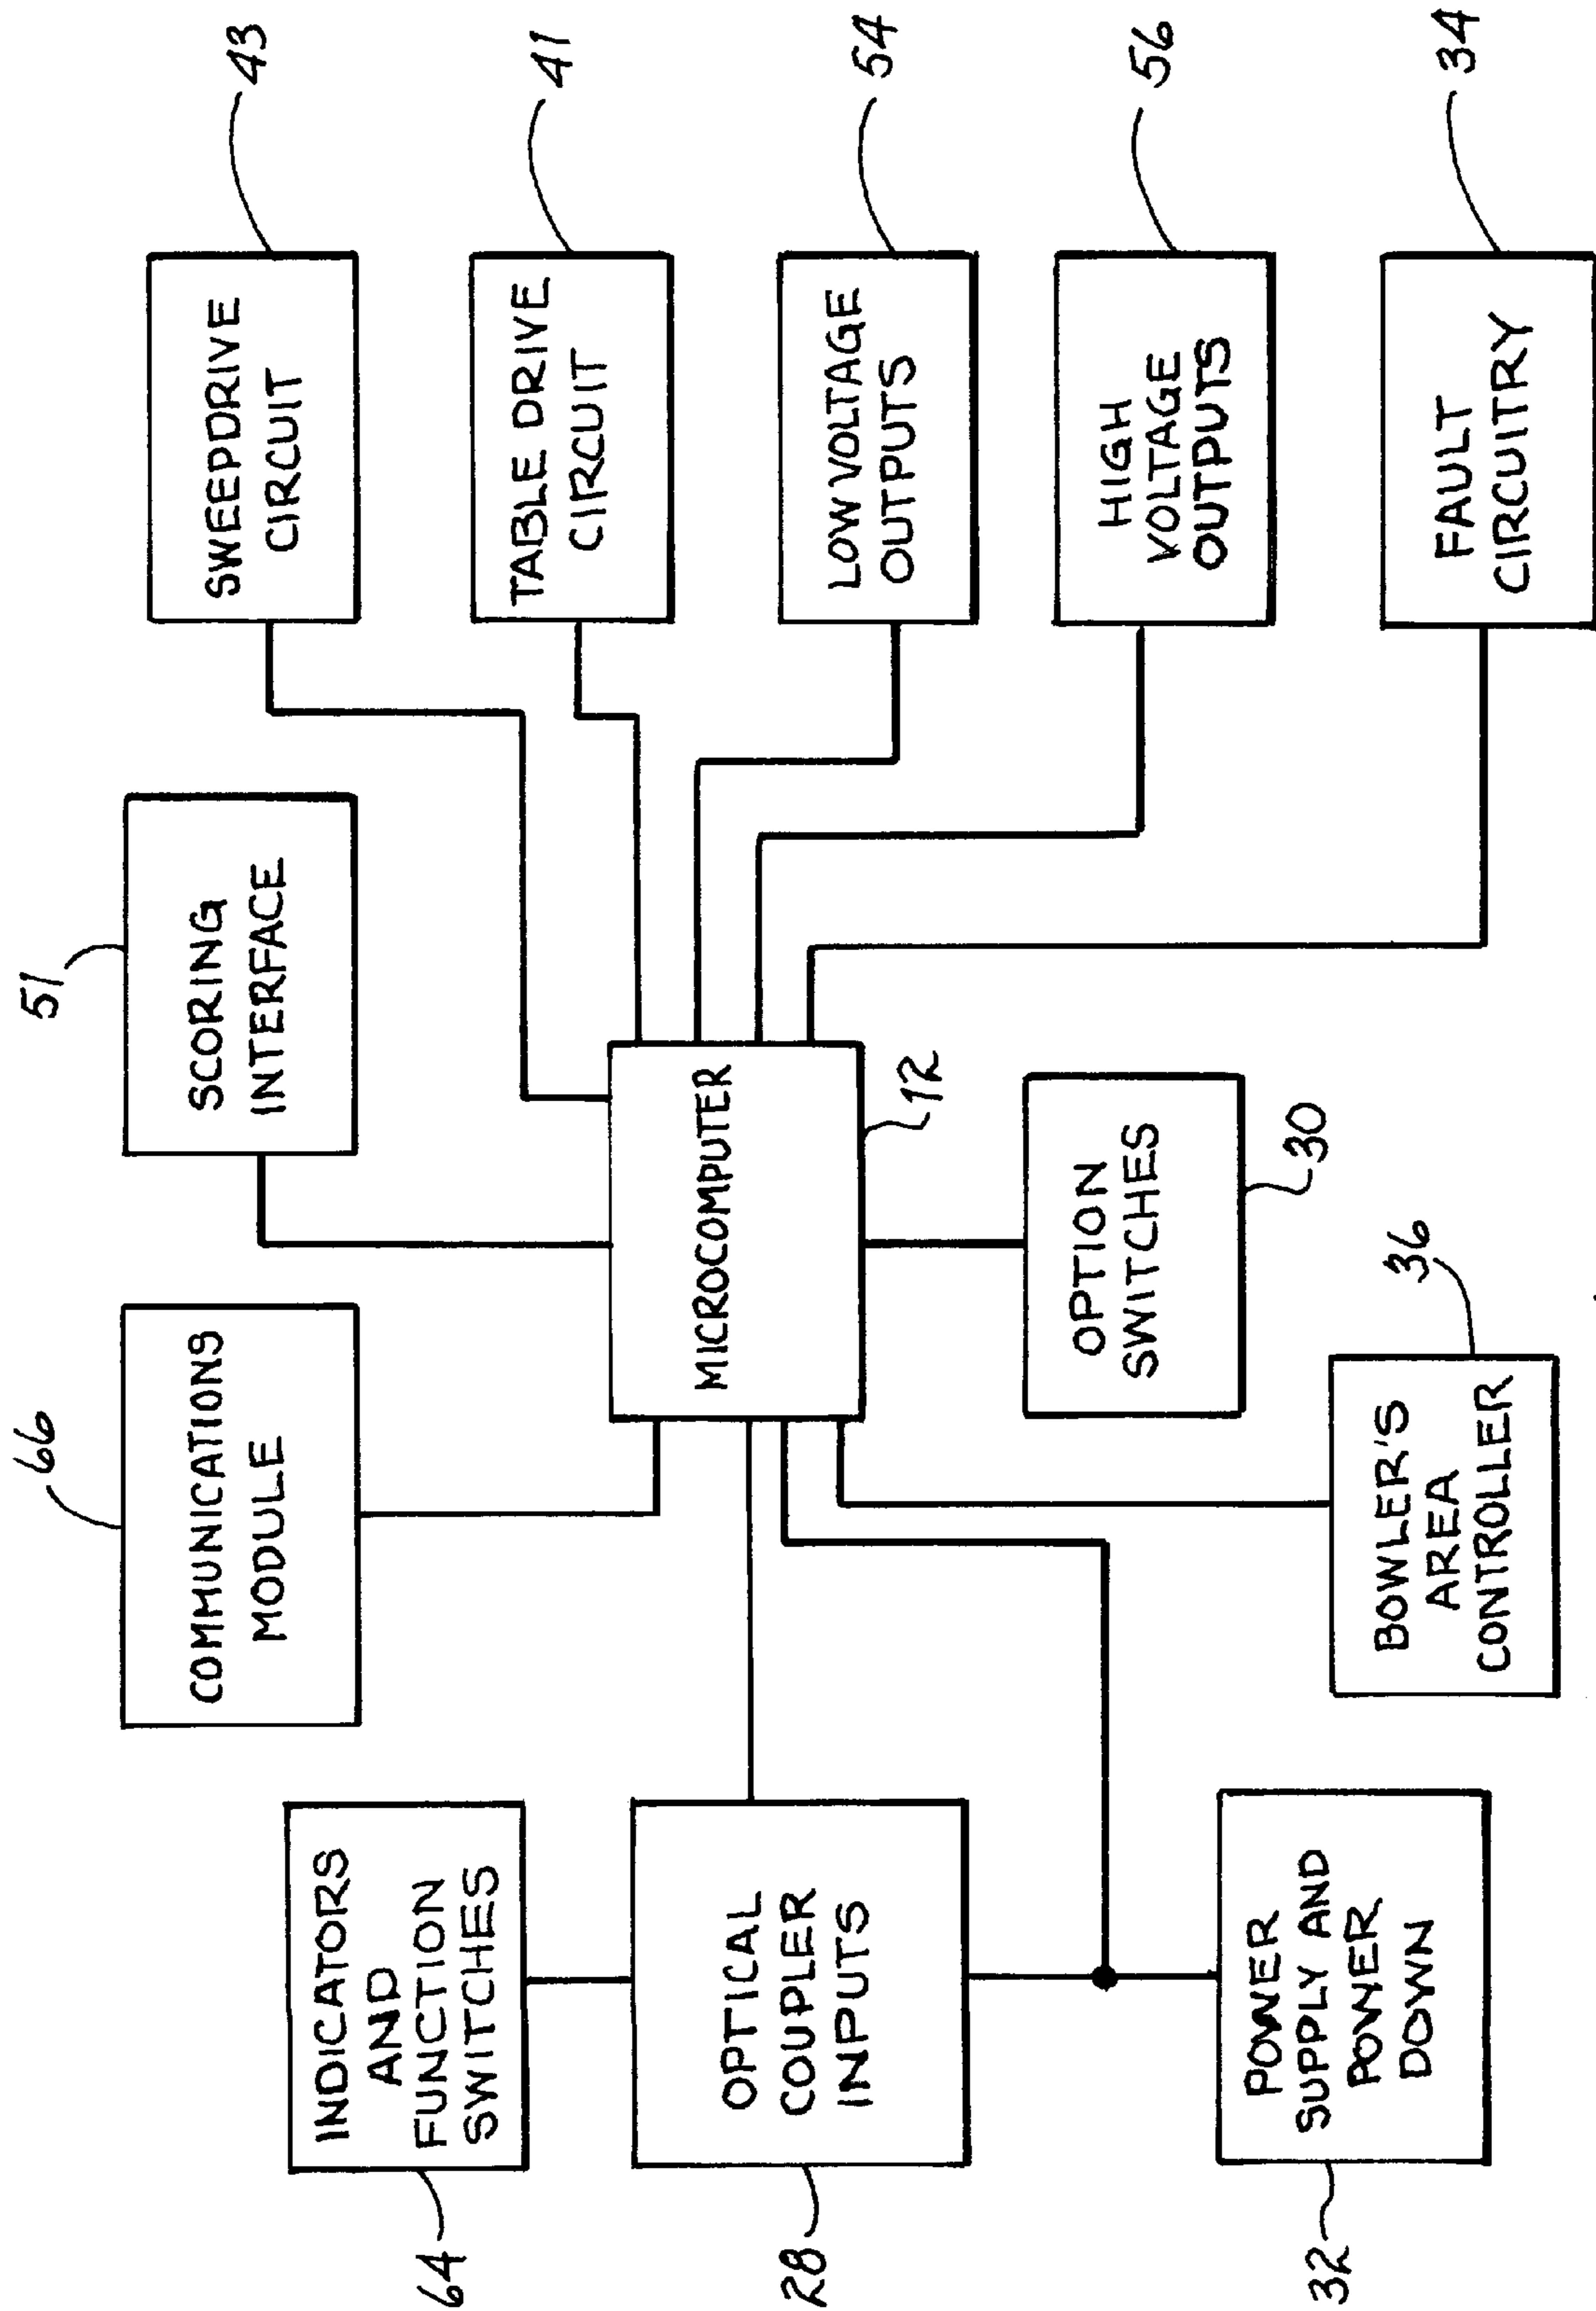 66
COMMUNICATIONS
MODULE
51
SCORING
INTERFACE
SWEEPDRIVE
CIRCUIT
43
TABLE DRIVE
CIRCUIT
41
LOW VOLTAGE
OUTPUTS
54
HIGH
VOLTAGE
OUTPUTS
56
FAULT
CIRCUITRY
34
MICROCOMPUTER
12
OPTION
SWITCHES
30
BOWLER'S
AREA
CONTROLLER
36
INDICATORS
AND
FUNCTION
SWITCHES
64
OPTICAL
COUPLER
INPUTS
28
POWER
SUPPLY AND
POWER
DOWN
32